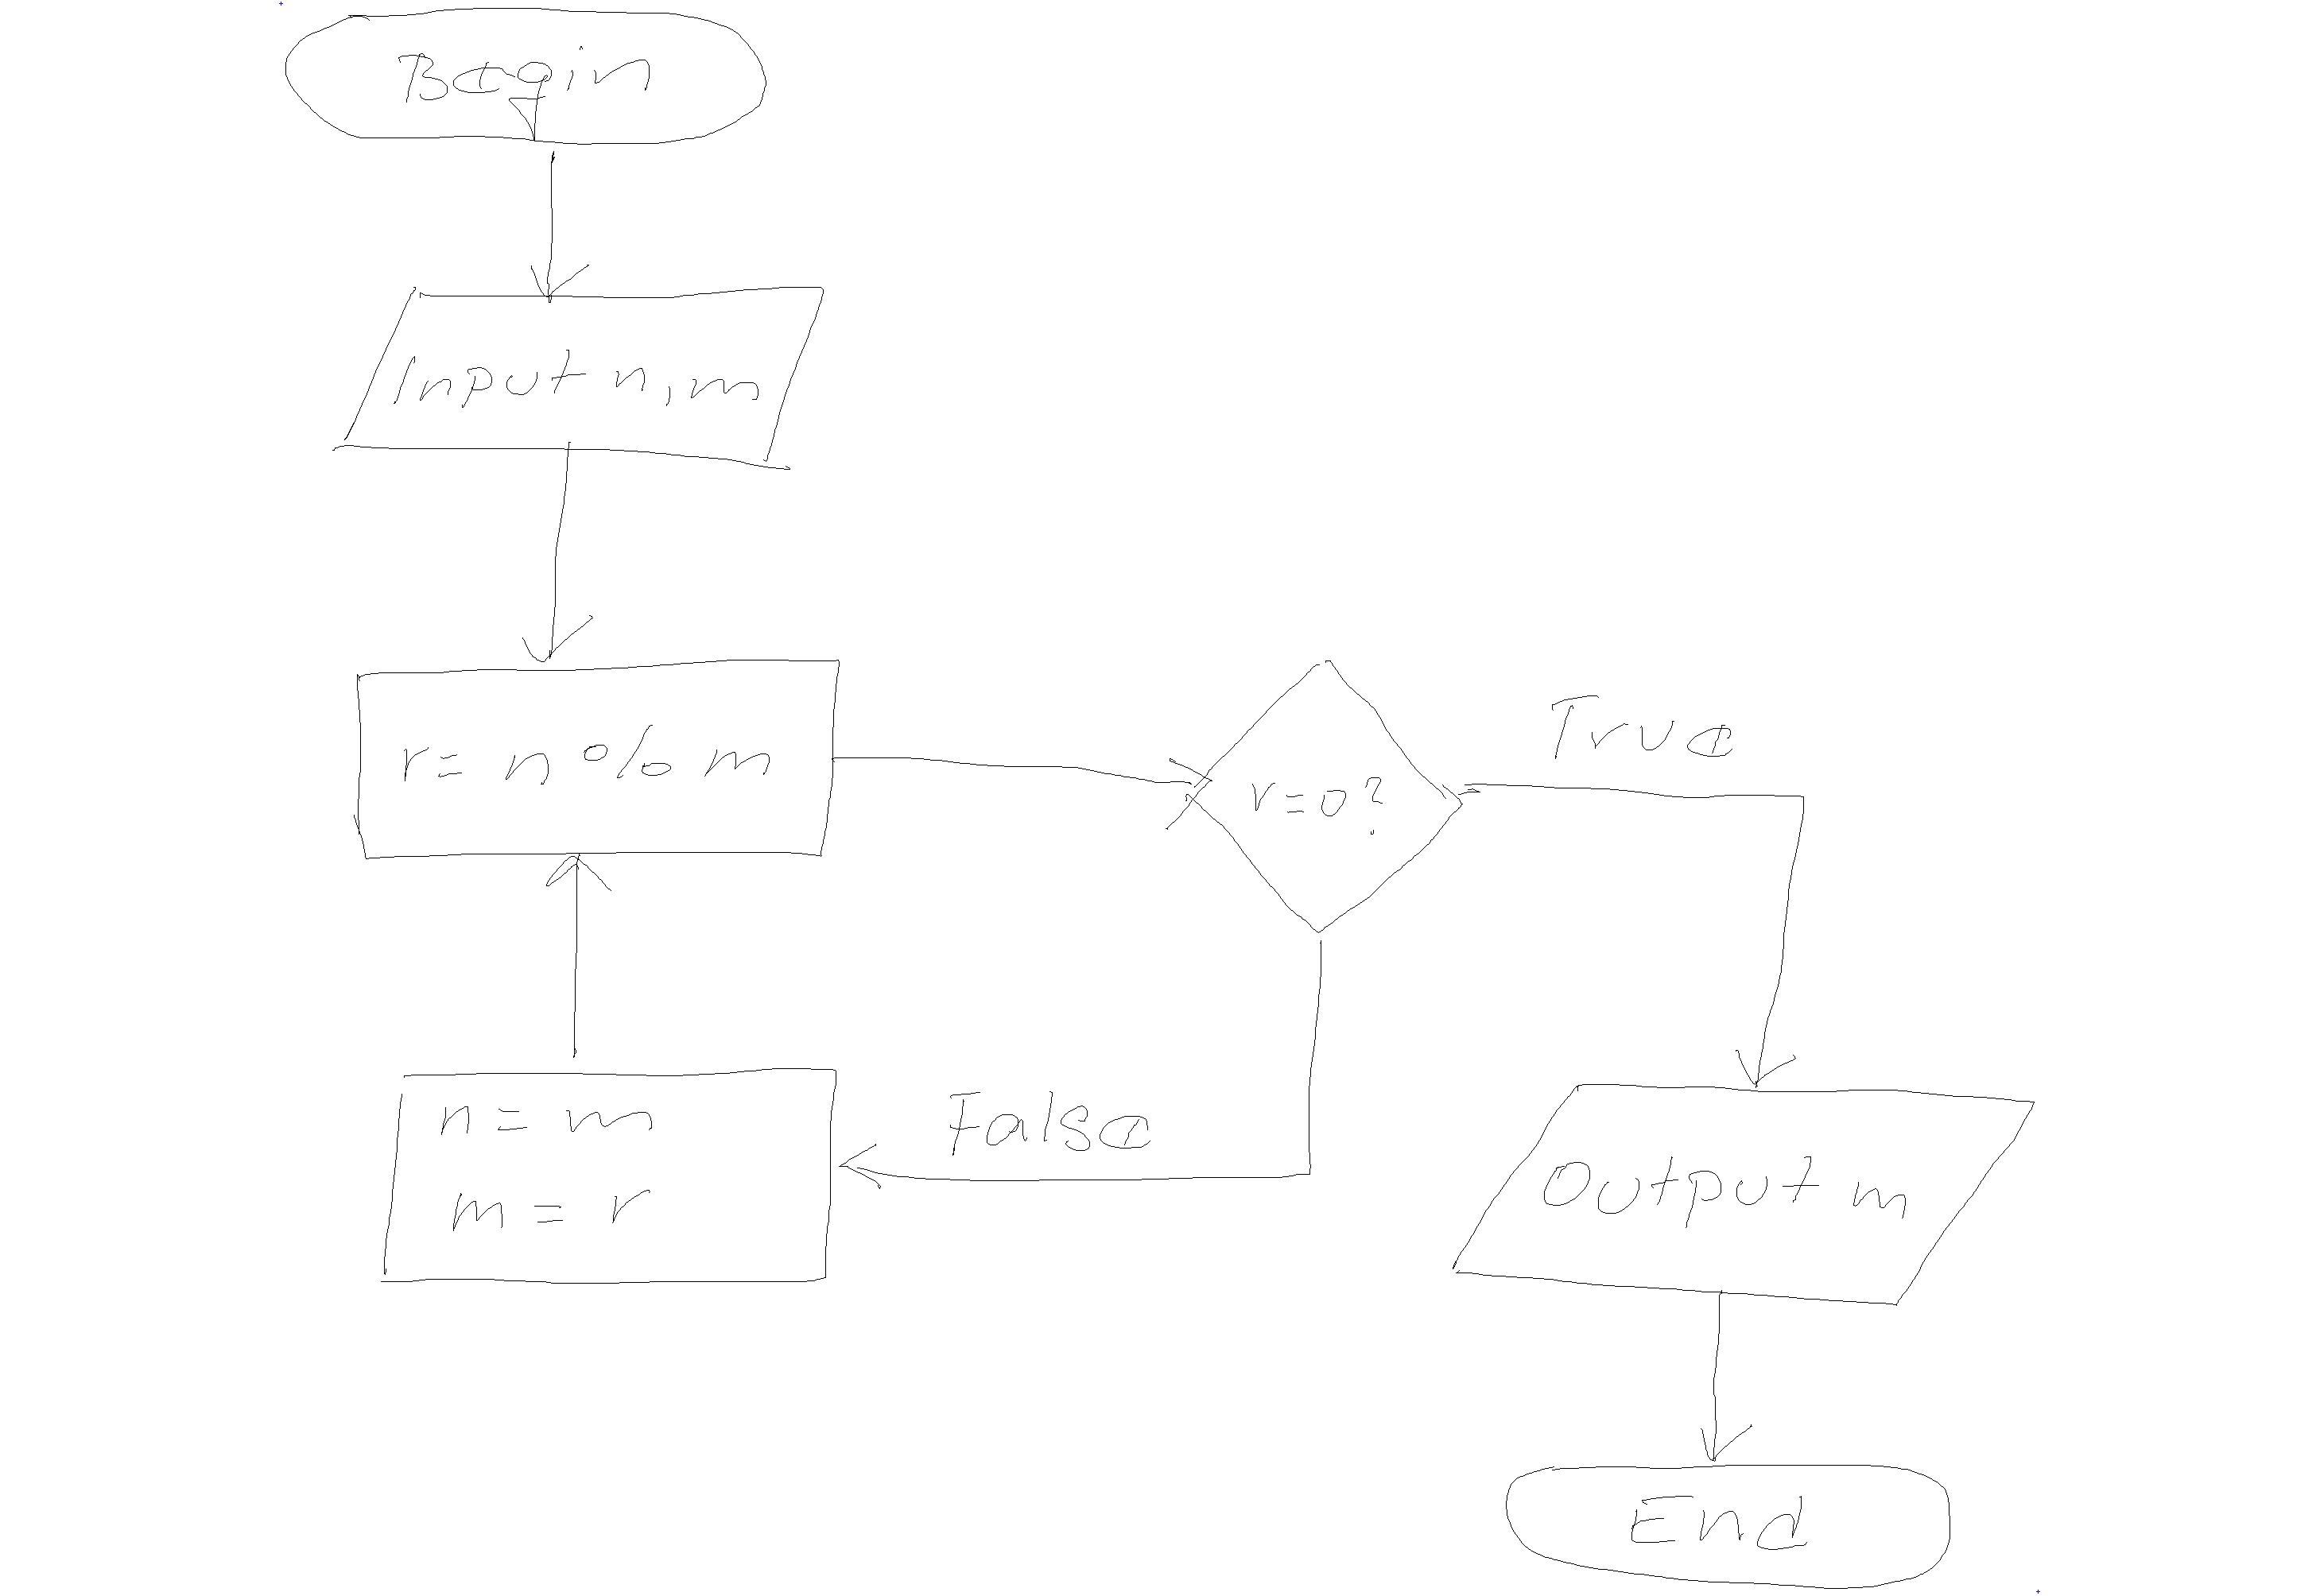 Begin
Input n,m
r = n % m
r=0?
True
False
n = m
m = r
Output m
End